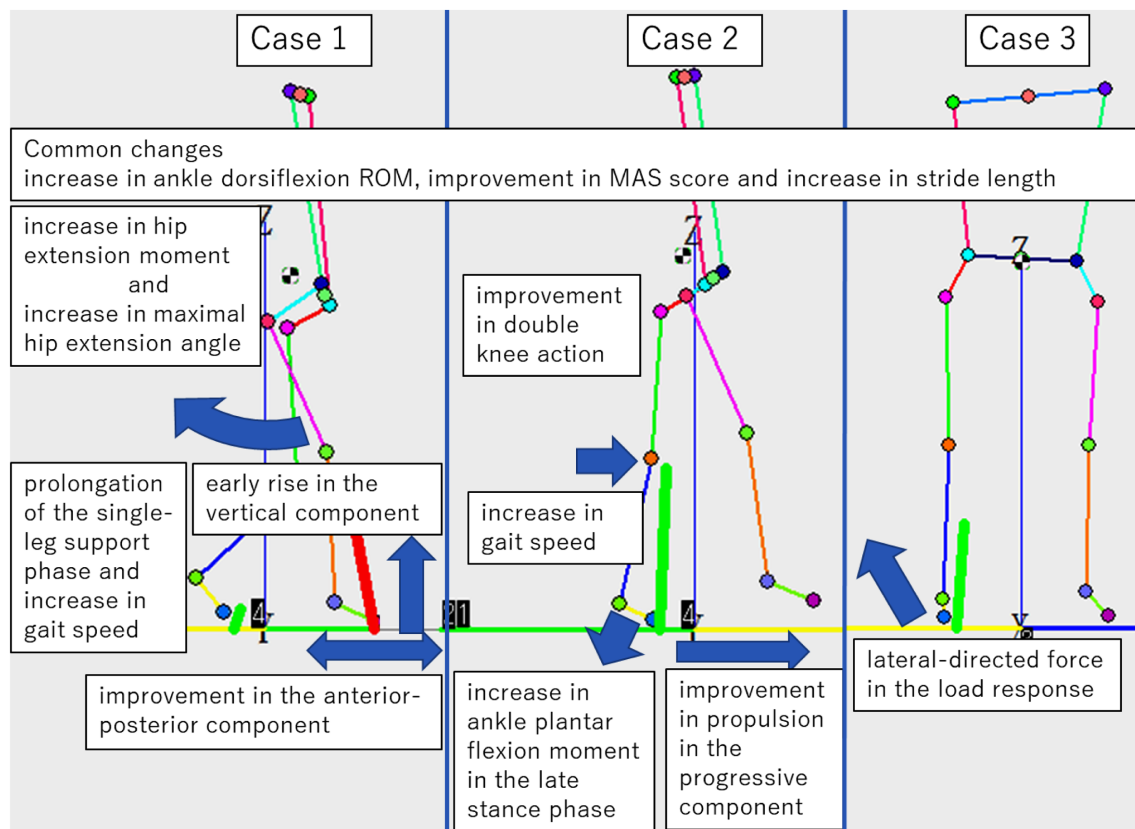 Case 1
Case 2
Case 3
Common changes
increase in ankle dorsiflexion ROM, improvement in MAS score and increase in stride length
increase in hip
extension moment
and
increase in maximal
hip extension angle
Z
prolongation
of the single-
leg support
phase and
increase in
gait speed
early rise in the
vertical component
4
Y
improvement in the anterior-
posterior component
Z
improvement
in double
knee action
increase in
gait speed
21
4
increase in
ankle plantar
flexion moment
in the late
stance phase
improvement
in propulsion
in the
progressive
component
Z
Y
lateral-directed force
in the load response